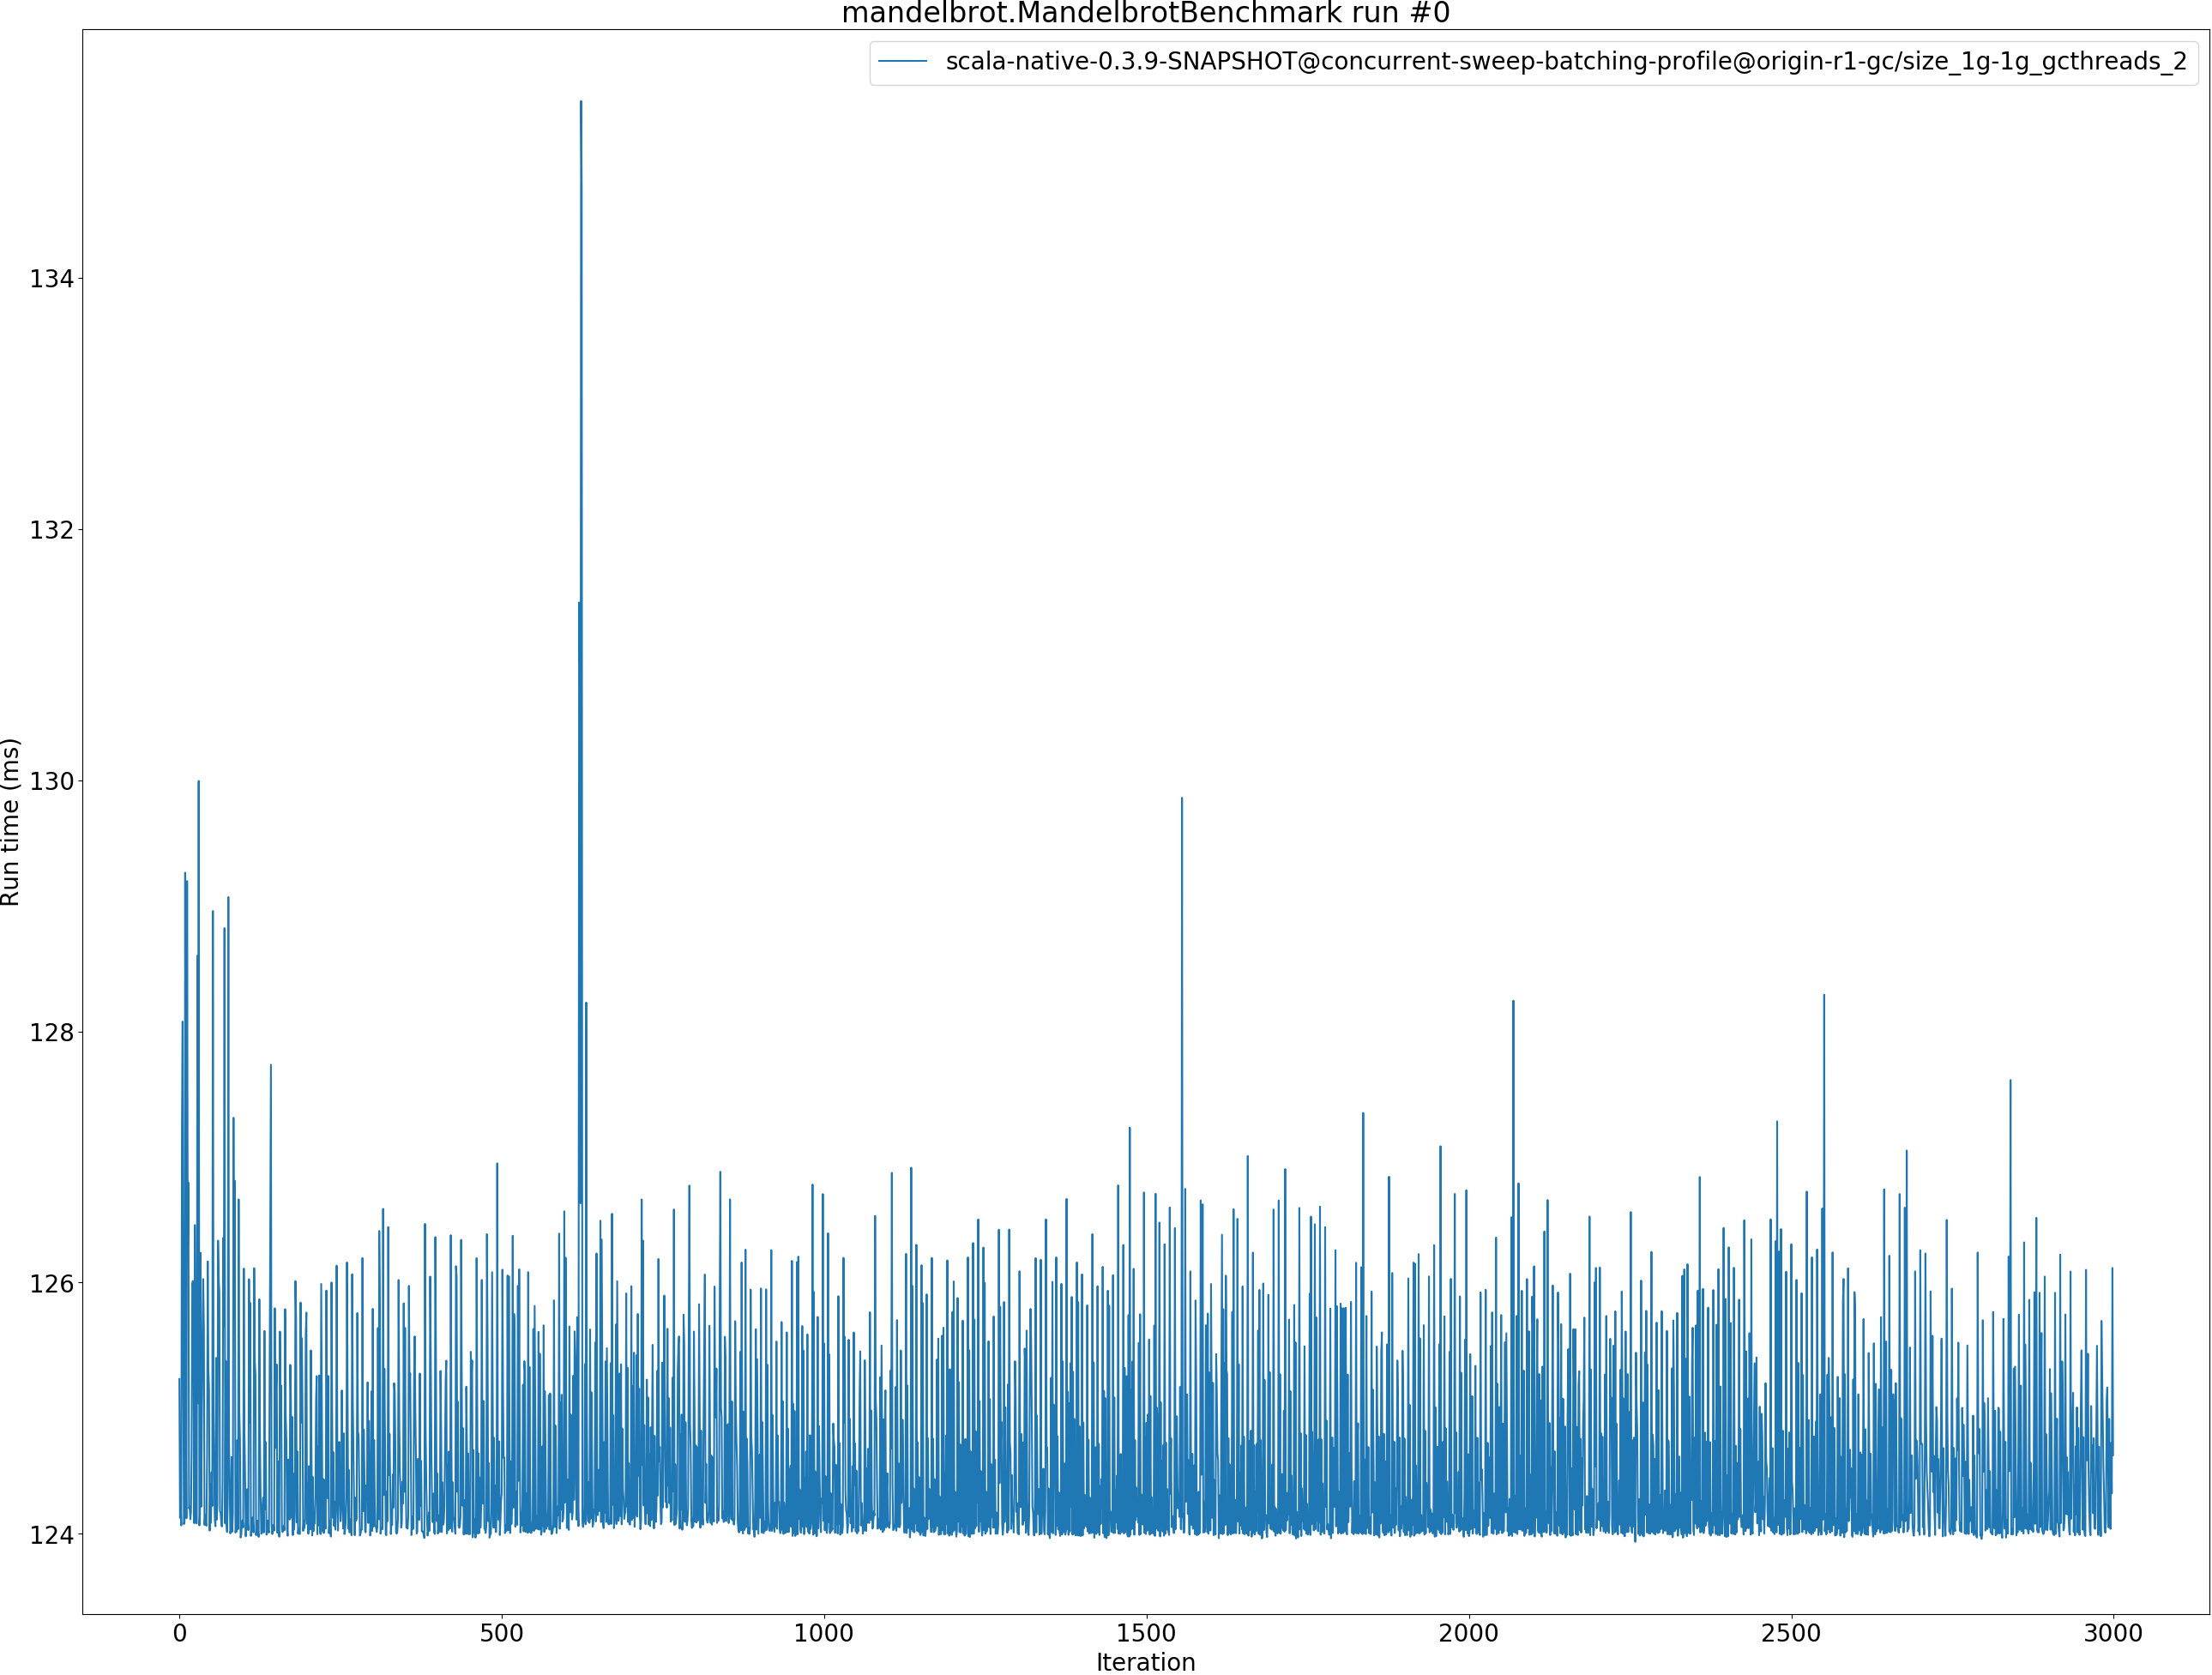 mandelbrot.MandelbrotBenchmark run #0
scala-native-0.3.9-SNAPSHOT@concurrent-sweep-batching-profile@origin-r1-gc/size_1g-1g_gcthreads_2
Run time (ms)
134
132
130
128
126
124
0 500 1000 1500 2000 2500 3000
Iteration